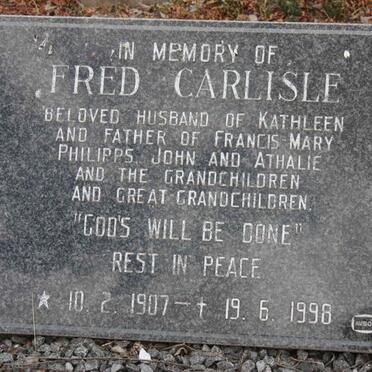 IN MEMORY OF
FRED CARLISLE
BELOVED HUSBAND OF KATHLEEN
AND FATHER OF FRANCIS-MARY
PHILIPPS, JOHN AND ATHALIE
AND THE GRANDCHILDREN
AND GREAT GRANDCHILDREN.
"GOD'S WILL BE DONE"
REST IN PEACE
★ 10. 2. 1907 — † 19. 6. 1998